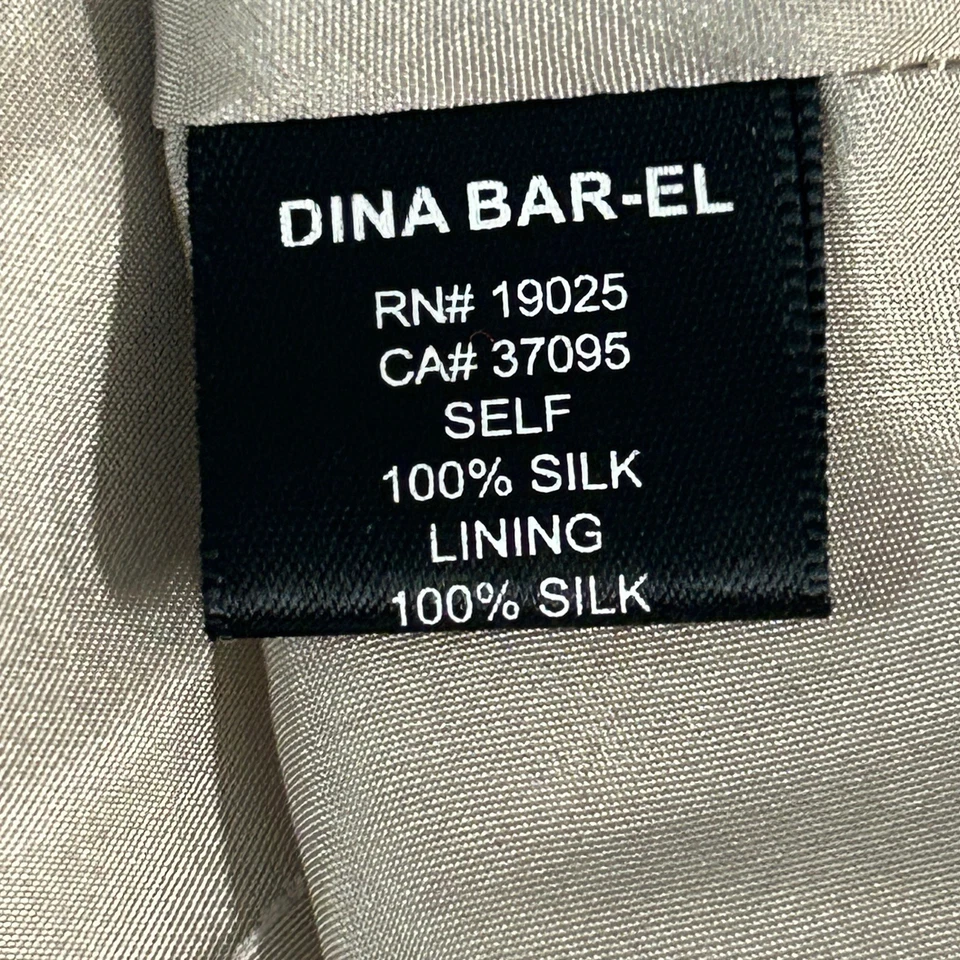 DINA BAR-EL
RN# 19025
CA# 37095
SELF
100% SILK
LINING
100% SILK